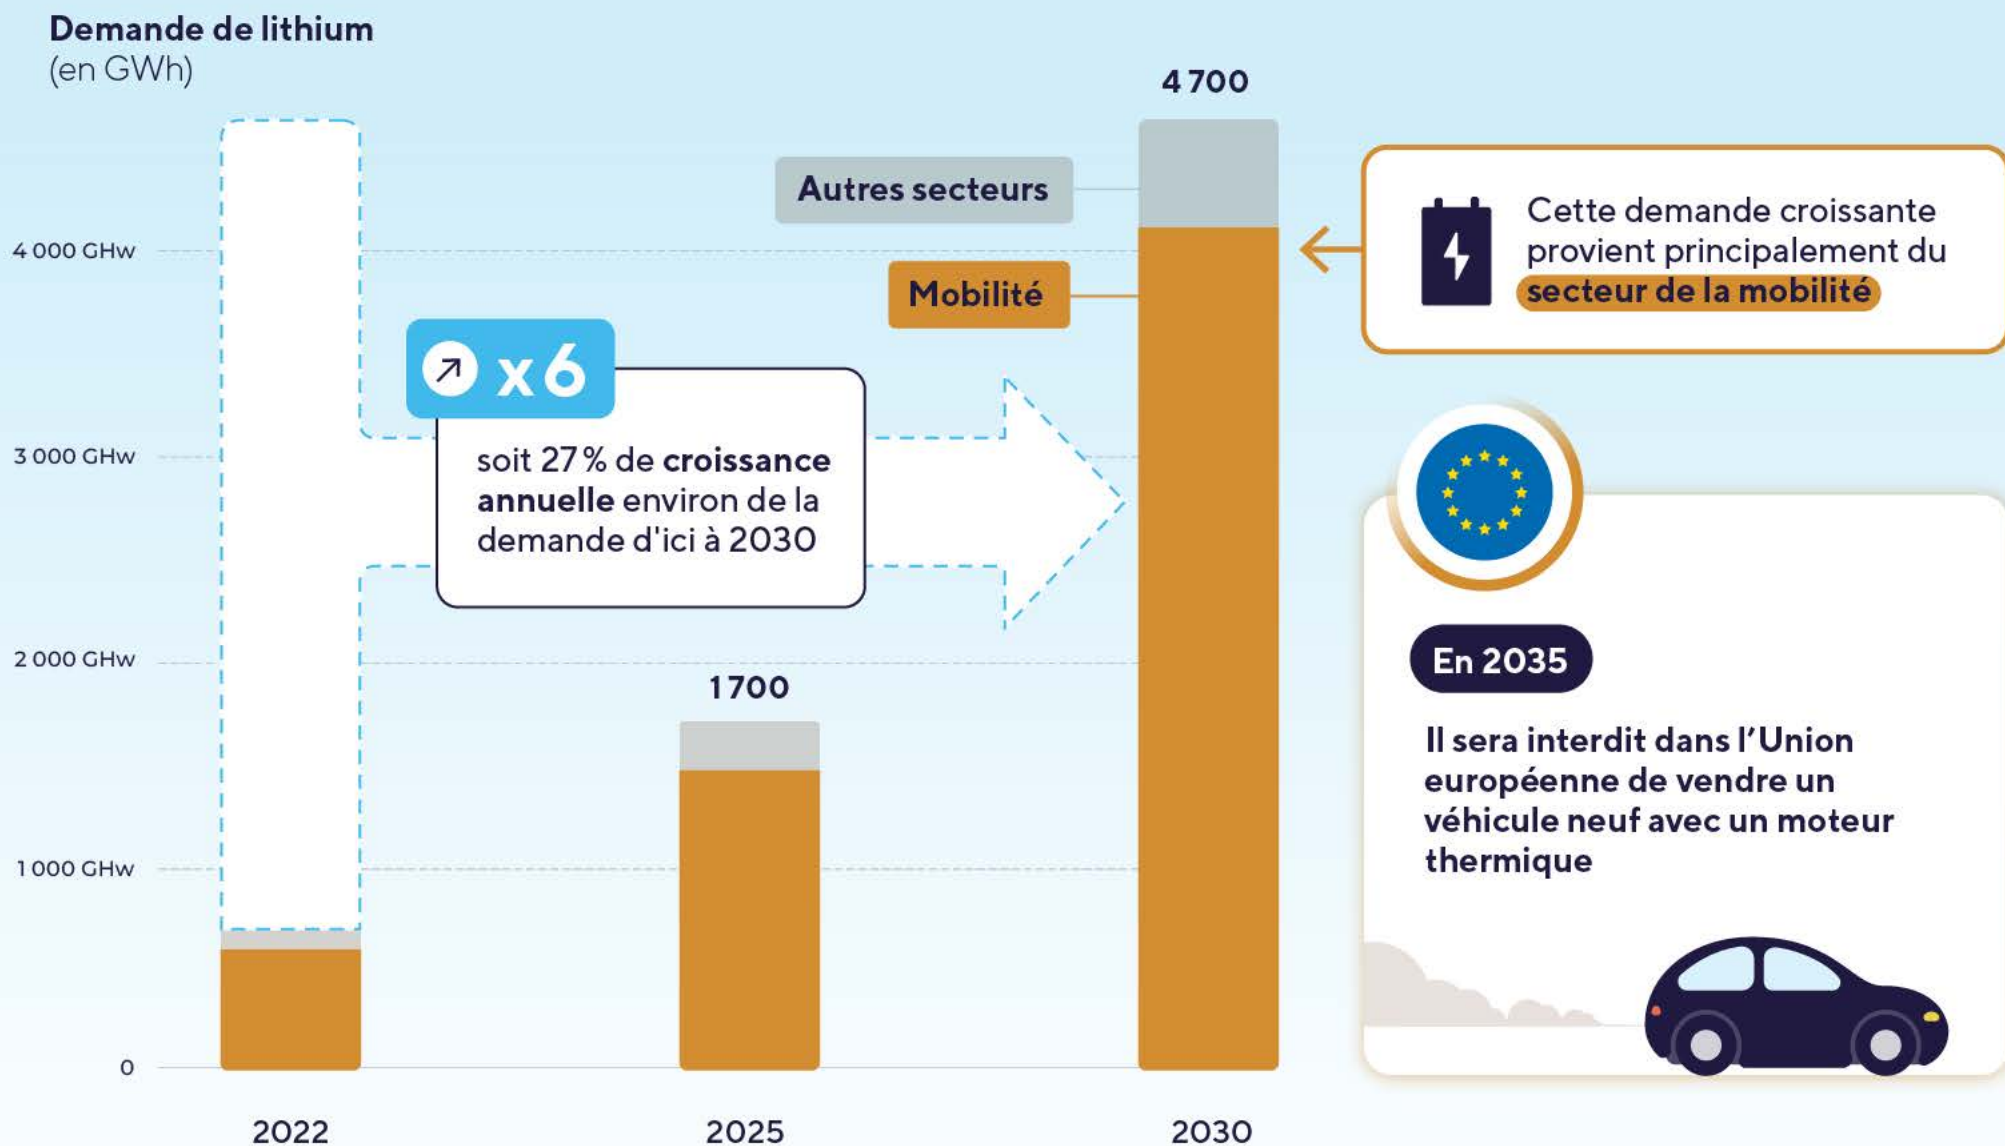 Demande de lithium
(en GWh)
4 700
Autres secteurs
Mobilité
4 000 GHw
3 000 GHw
2 000 GHw
1 000 GHw
0
x 6
soit 27 % de croissance
annuelle environ de la
demande d'ici à 2030
1 700
2022
2025
2030
Cette demande croissante
provient principalement du
secteur de la mobilité
En 2035
Il sera interdit dans l’Union
européenne de vendre un
véhicule neuf avec un moteur
thermique